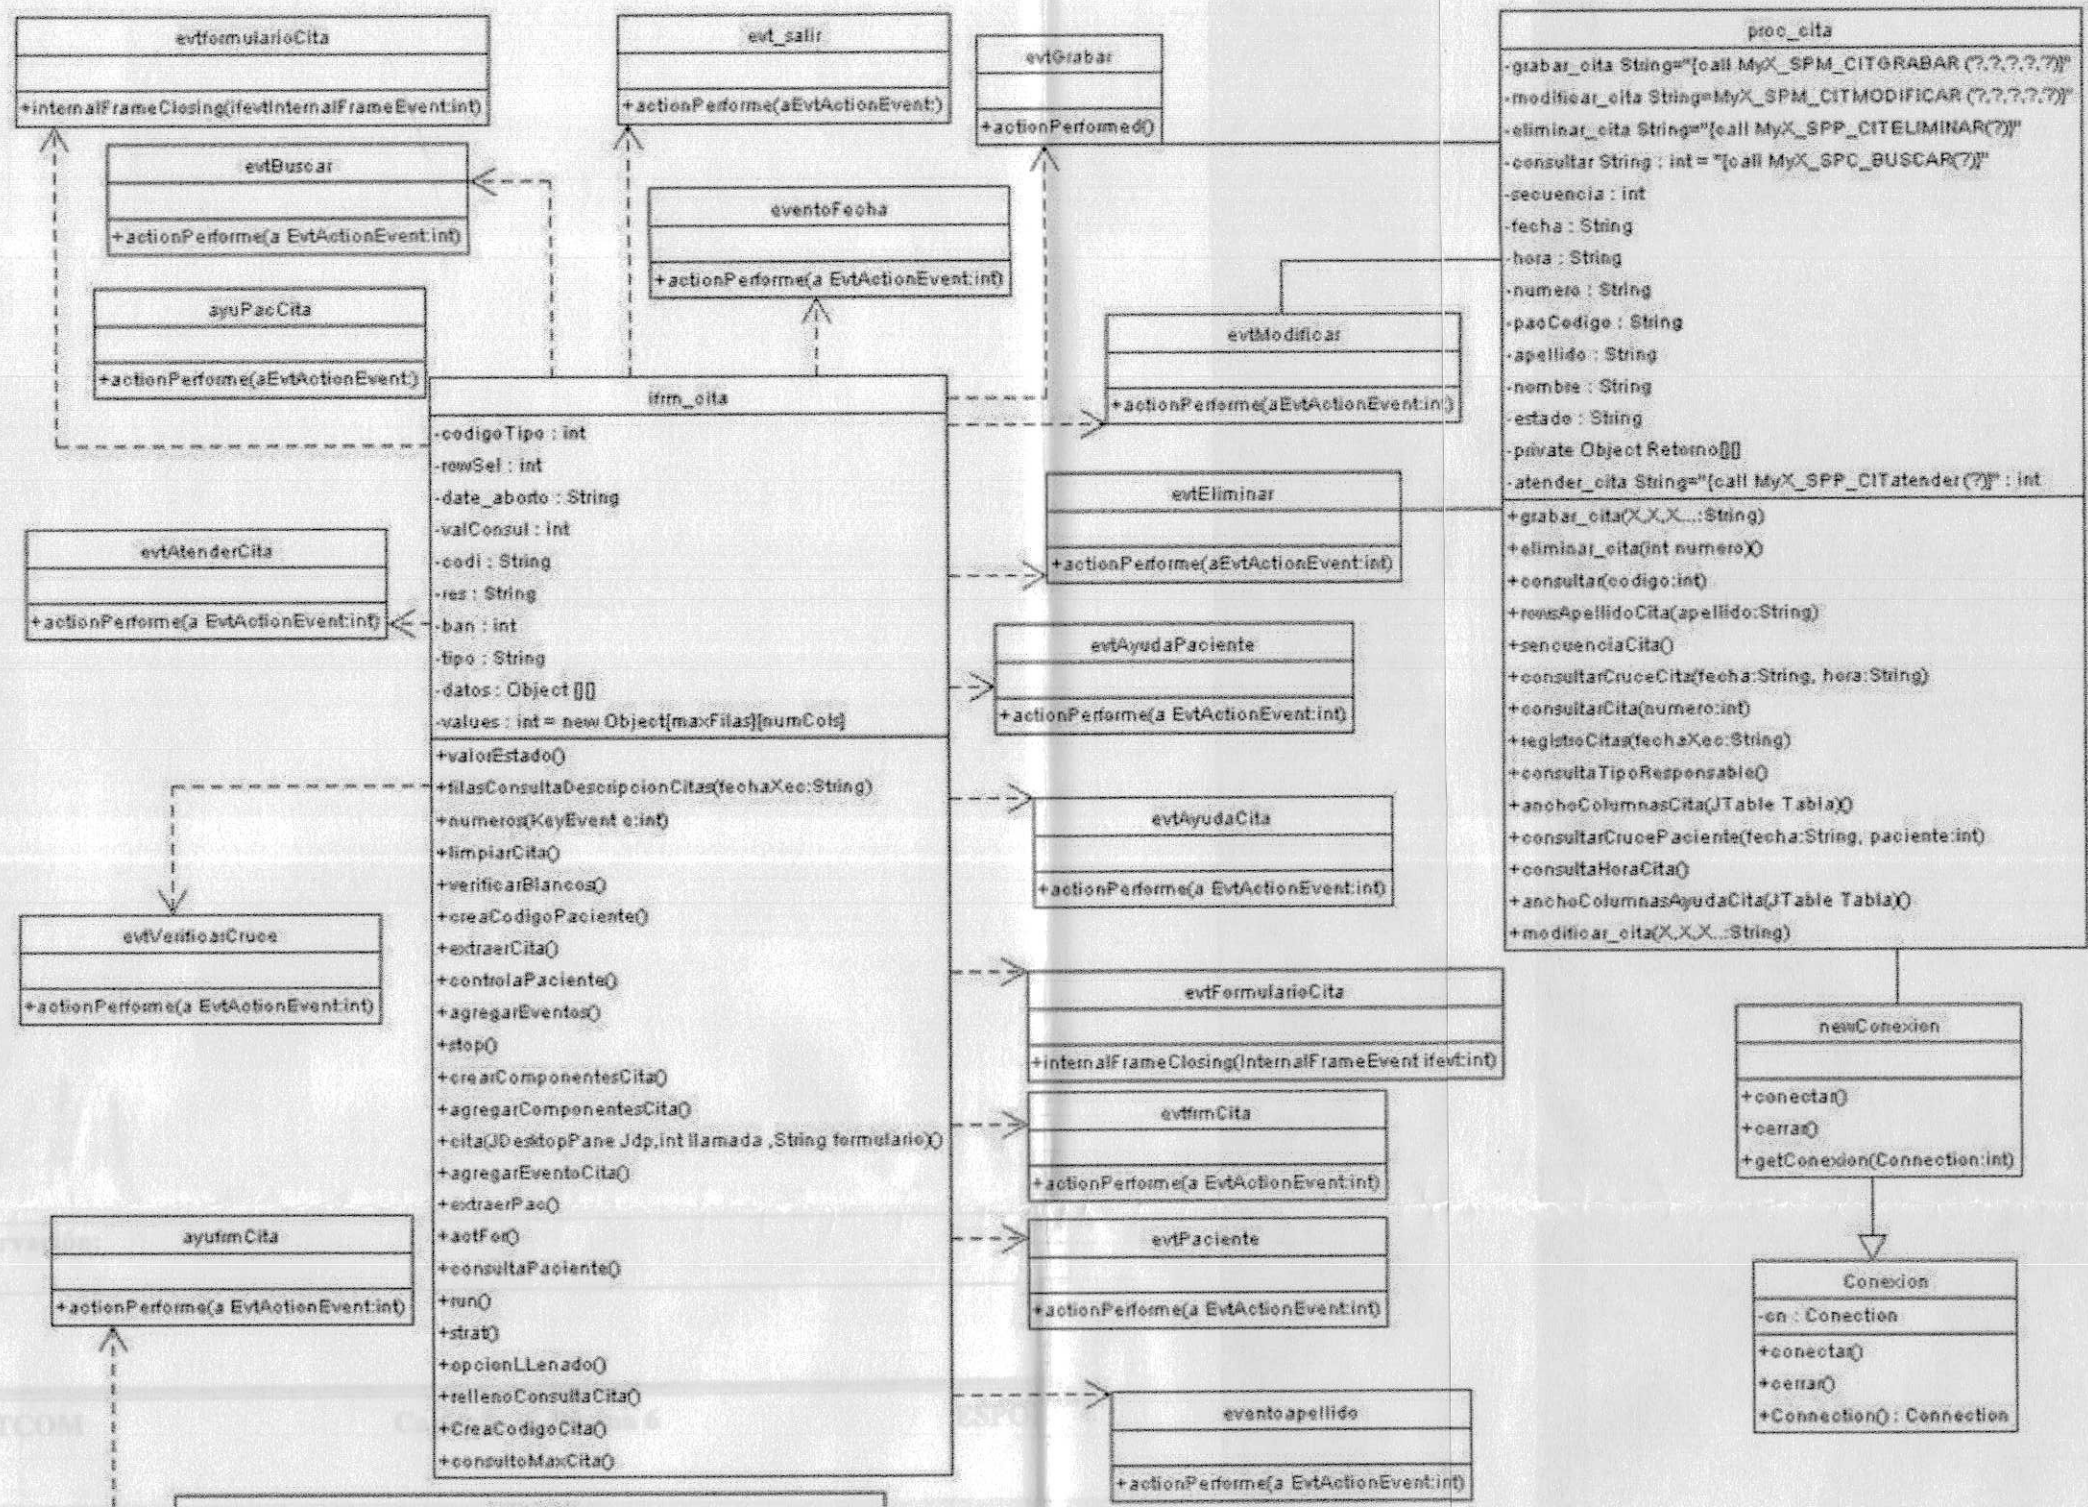 evtformularioCita
+internalFrameClosing(ifevtInternalFrameEvent:int)
evt_salir
+actionPerforme(aEvtActionEvent:)
evtGrabar
+actionPerformed()
evtBuscar
+actionPerforme(a EvtActionEvent:int)
eventoFecha
+actionPerforme(a EvtActionEvent:int)
ayuPacCita
+actionPerforme(aEvtActionEvent:)
evtModificar
+actionPerforme(aEvtActionEvent:int)
evtEliminar
+actionPerforme(aEvtActionEvent:int)
evtAtenderCita
+actionPerforme(a EvtActionEvent:int)
evtAyudaPaciente
+actionPerforme(a EvtActionEvent:int)
evtAyudaCita
+actionPerforme(a EvtActionEvent:int)
evtVerificarCruce
+actionPerforme(a EvtActionEvent:int)
evtFormularioCita
+internalFrameClosing(InternalFrameEvent ifevt:int)
evtfrmCita
+actionPerforme(a EvtActionEvent:int)
ayufrmCita
+actionPerforme(a EvtActionEvent:int)
evtPaciente
+actionPerforme(a EvtActionEvent:int)
eventoapellido
+actionPerforme(a EvtActionEvent:int)
ifrm_cita
-codigoTipo : int
-rowSel : int
-date_aborto : String
-valConsul : int
-codi : String
-res : String
-ban : int
-tipo : String
-datos : Object [][]
-values : int = new Object[maxFilas][numCols]
+valorEstado()
+filasConsultaDescripcionCitas(fechaXec:String)
+numeros(KeyEvent e:int)
+limpiarCita()
+verificarBlancos()
+creaCodigoPaciente()
+extraerCita()
+controlaPaciente()
+agregarEventos()
+stop()
+crearComponentesCita()
+agregarComponentesCita()
+cita(JDesktopPane Jdp,int llamada ,String formulario)()
+agregarEventoCita()
+extraerPac()
+actFor()
+consultaPaciente()
+run()
+strat()
+opcionLLenado()
+rellenoConsultaCita()
+CreaCodigoCita()
+consultoMaxCita()
proc_cita
-grabar_cita String="{call MyX_SPM_CITGRABAR (?,?,?,?,?)}"
-modificar_cita String=MyX_SPM_CITMODIFICAR (?,?,?,?,?)}"
-eliminar_cita String="{call MyX_SPP_CITELIMINAR(?)}"
-consultar String : int = "{call MyX_SPC_BUSCAR(?)}"
-secuencia : int
-fecha : String
-hora : String
-numero : String
-pacCodigo : String
-apellido : String
-nombre : String
-estado : String
-private Object Retorno[][]
-atender_cita String="{call MyX_SPP_CITatender(?)}" : int
+grabar_cita(X,X,X...:String)
+eliminar_cita(int numero)()
+consultar(codigo:int)
+rowsApellidoCita(apellido:String)
+sencuenciaCita()
+consultarCruceCita(fecha:String, hora:String)
+consultarCita(numero:int)
+registroCitas(fechaXec:String)
+consultaTipoResponsable()
+anchoColumnasCita(JTable Tabla)()
+consultarCrucePaciente(fecha:String, paciente:int)
+consultaHoraCita()
+anchoColumnasAyudaCita(JTable Tabla)()
+modificar_cita(X,X,X...:String)
newConexion
+conectar()
+cerrar()
+getConexion(Connection:int)
Conexion
-cn : Conection
+conectar()
+cerrar()
+Connection() : Connection